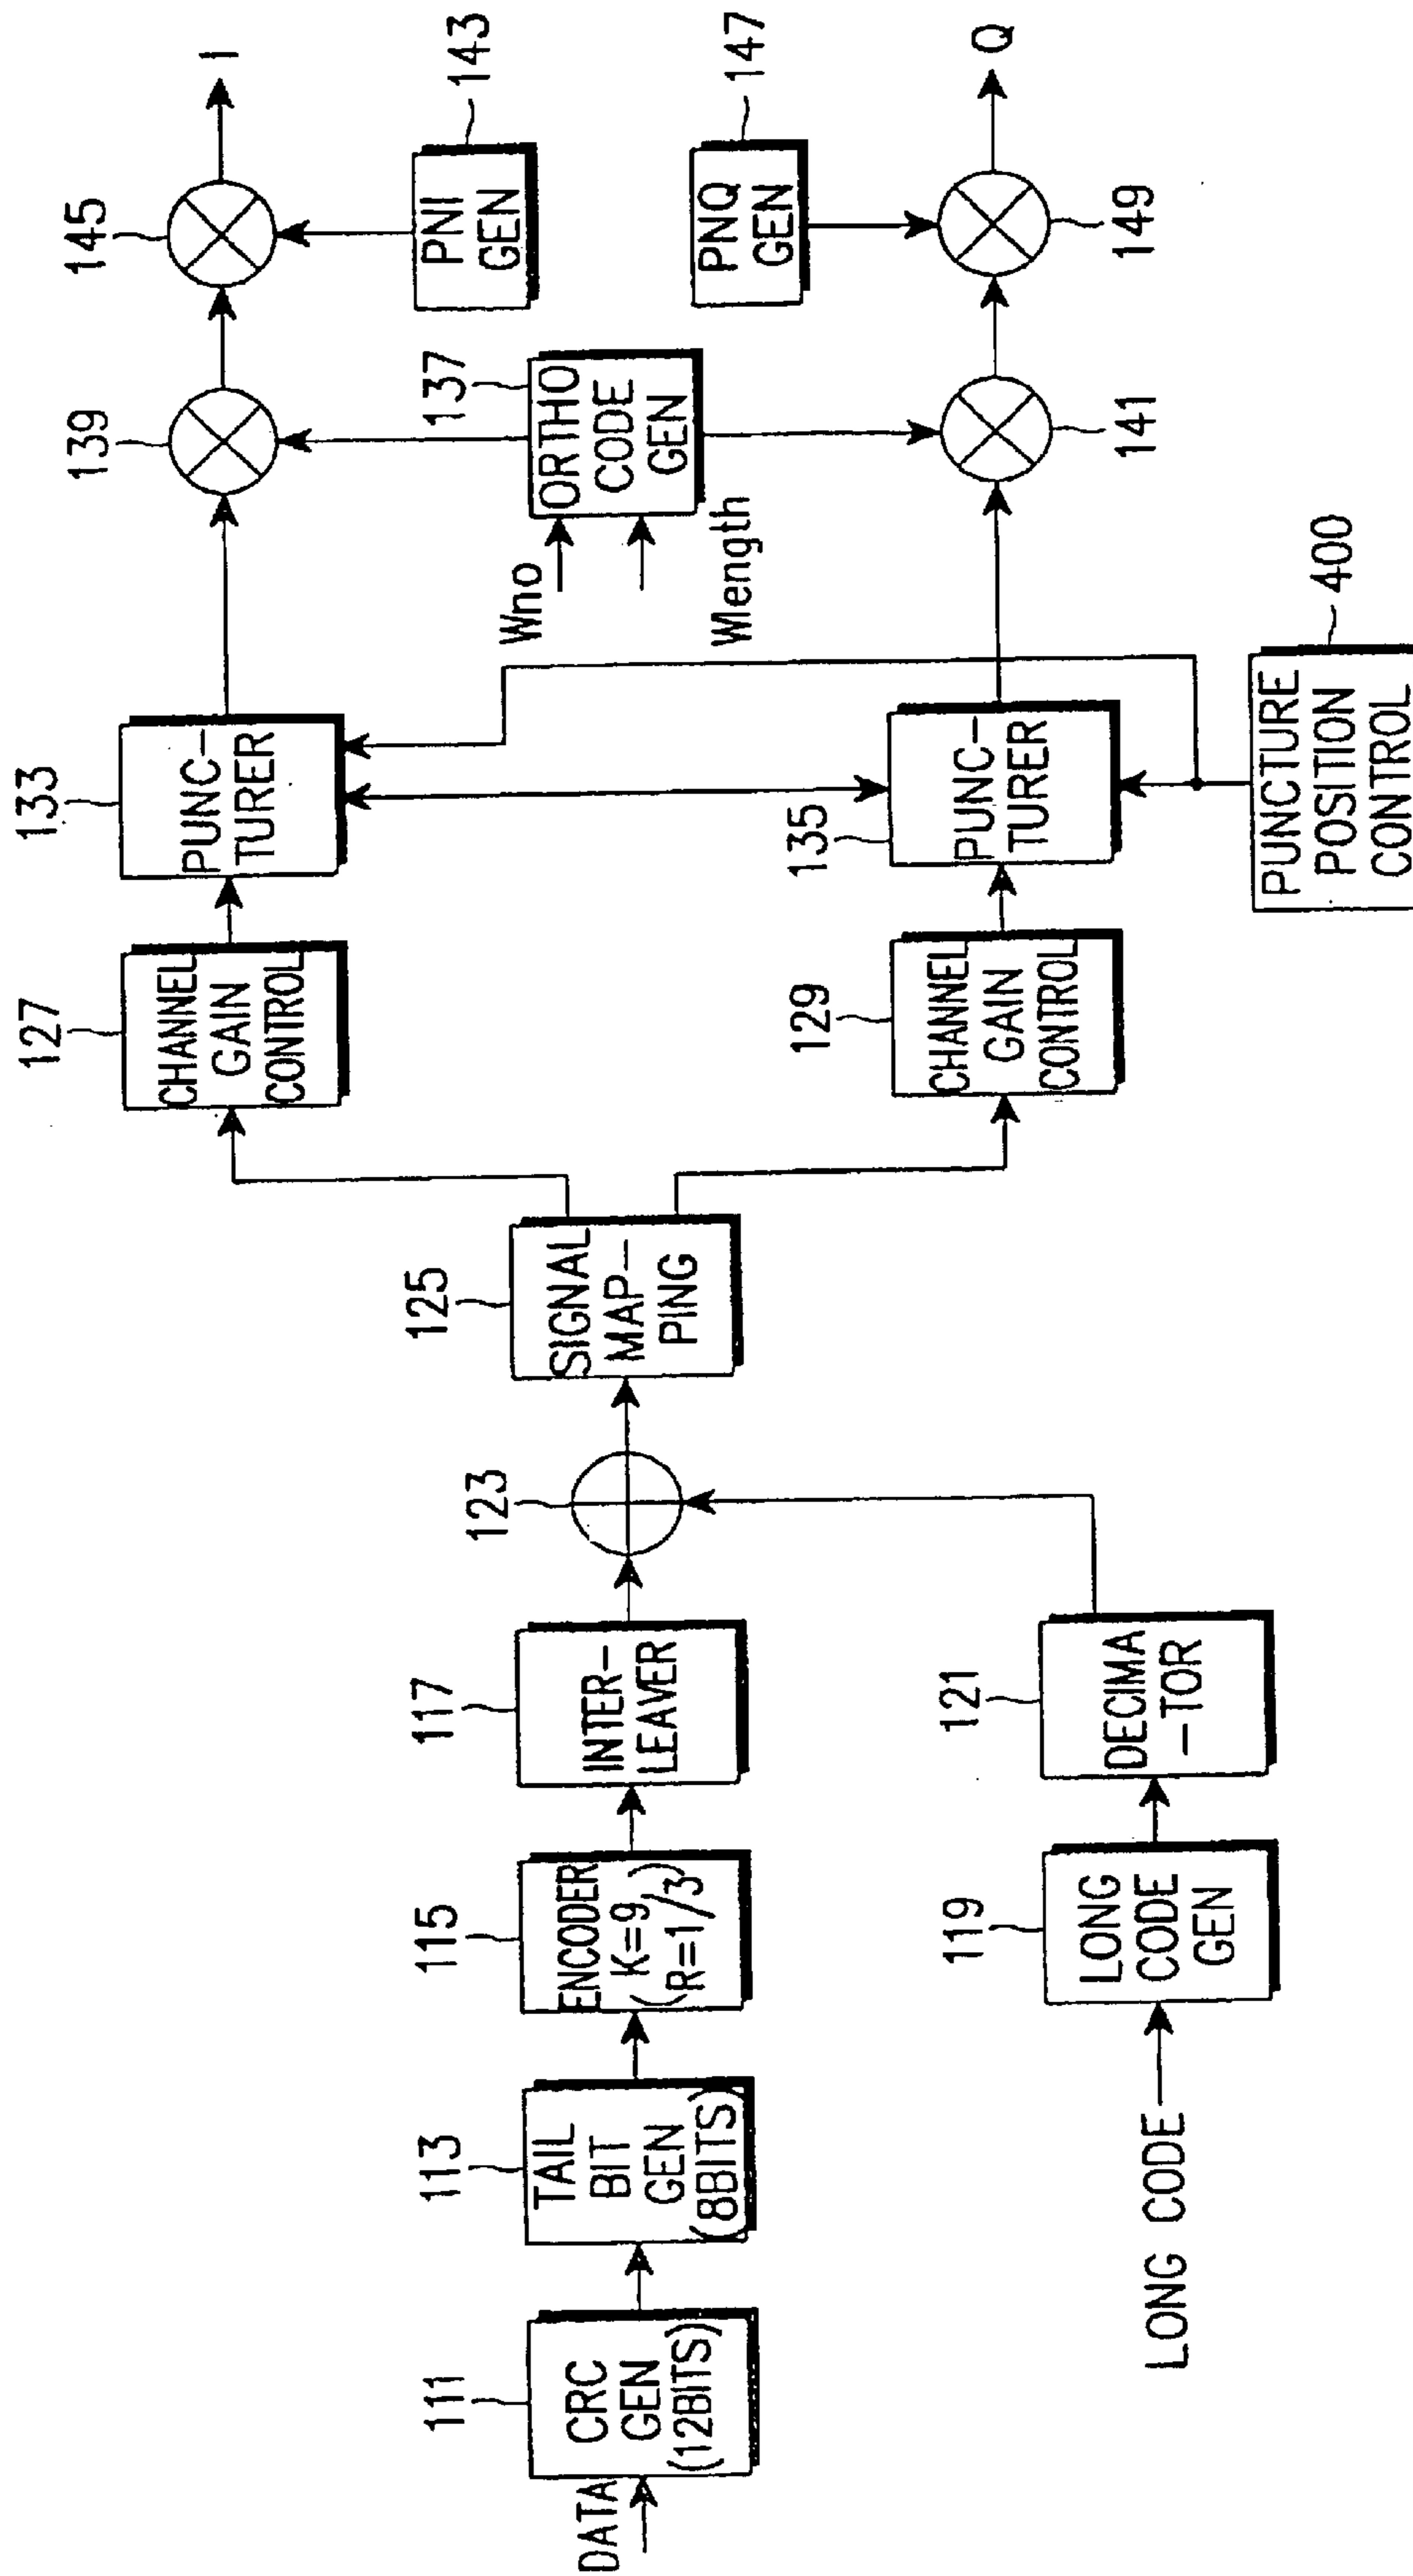 DATA
111
CRC
GEN
(12BITS)
113
TAIL
BIT
GEN
(8BITS)
115
ENCODER
(K=9
R=1/3)
117
INTER-
LEAVER
LONG CODE
119
LONG
CODE
GEN
121
DECIMA
-TOR
123
125
SIGNAL
MAP-
PING
127
CHANNEL
GAIN
CONTROL
129
CHANNEL
GAIN
CONTROL
133
PUNC-
TURER
135
PUNC-
TURER
PUNCTURE
POSITION
CONTROL
400
Wno
Wlength
137
ORTHO
CODE
GEN
139
141
145
PNI
GEN
143
PNQ
GEN
147
149
I
Q